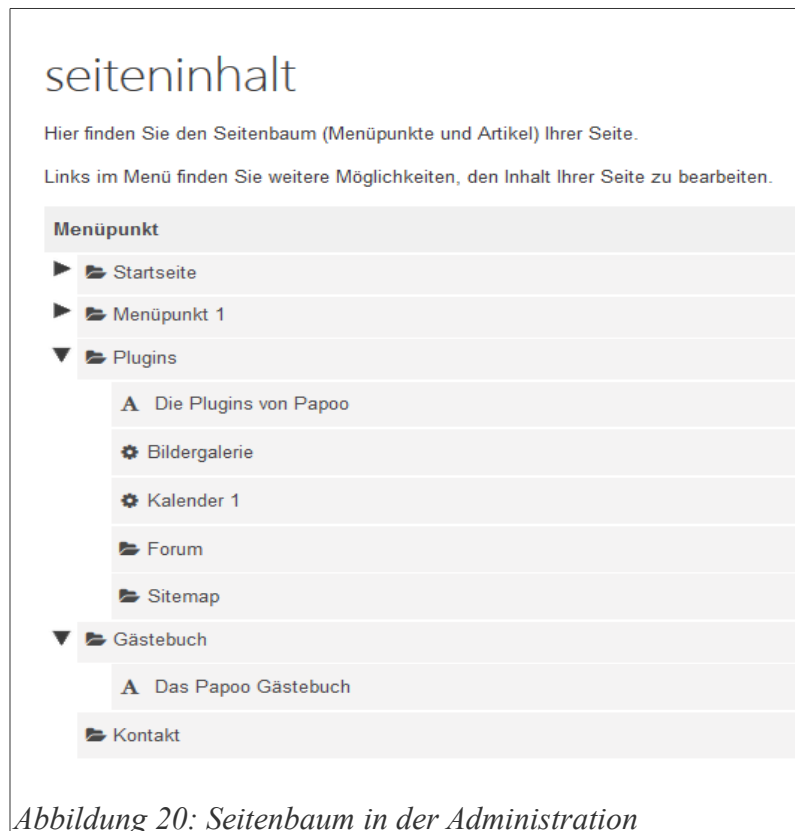 seiteninhalt
Hier finden Sie den Seitenbaum (Menüpunkte und Artikel) Ihrer Seite.
Links im Menü finden Sie weitere Möglichkeiten, den Inhalt Ihrer Seite zu bearbeiten.
Menüpunkt
Startseite
Menüpunkt 1
Plugins
A Die Plugins von Papoo
Bildergalerie
Kalender 1
Forum
Sitemap
Gästebuch
A Das Papoo Gästebuch
Kontakt
Abbildung 20: Seitenbaum in der Administration